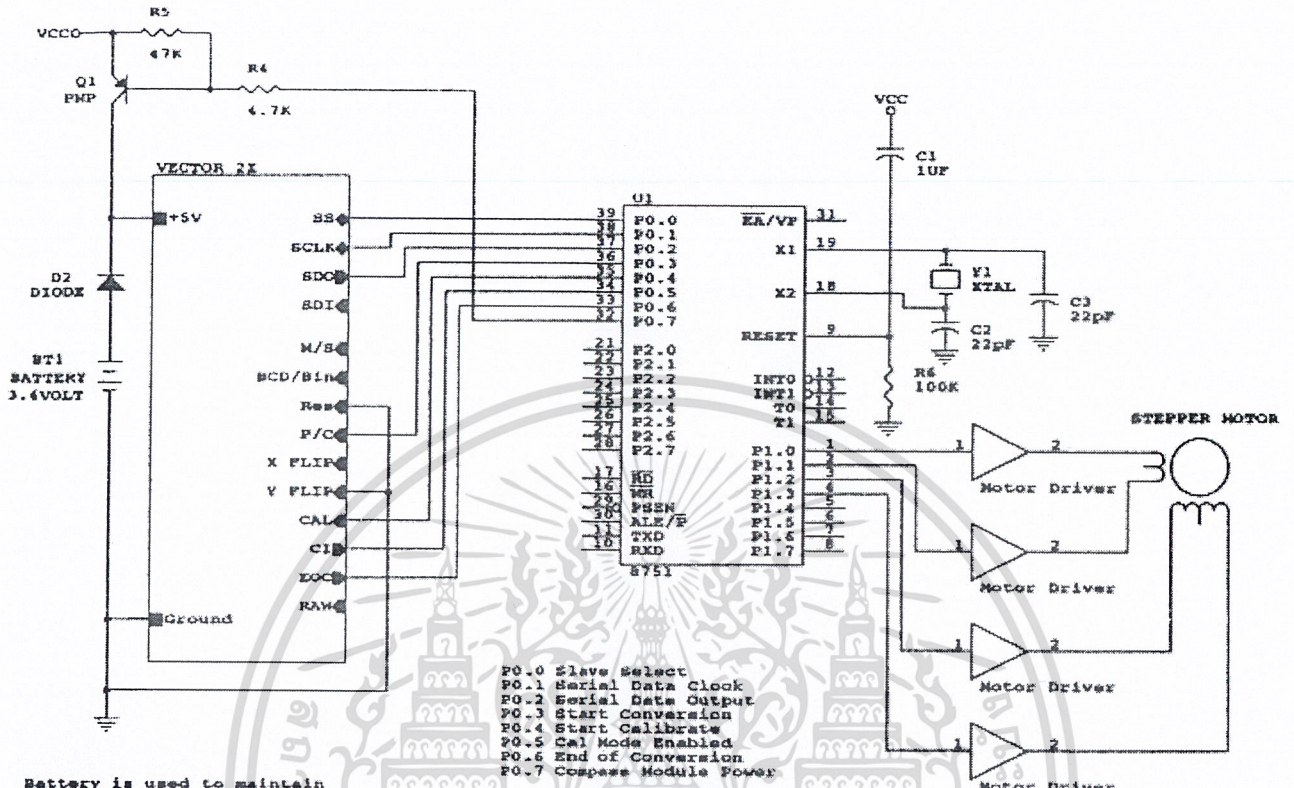 R5
VCC
47K
R4
4.7K
Q1
PNP
VECTOR 2X
+5V
SS
SCLK
SDO
SDI
M/S
BCD/Bin
Res
P/C
X FLIP
Y FLIP
CAL
CI
EOC
RAW
Ground
D2
DIODE
BT1
BATTERY
3.6VOLT
U1
39 P0.0
38 P0.1
37 P0.2
36 P0.3
35 P0.4
34 P0.5
33 P0.6
32 P0.7
21 P2.0
22 P2.1
23 P2.2
24 P2.3
25 P2.4
26 P2.5
27 P2.6
28 P2.7
17 RD
16 WR
29 PSEN
30 ALE/P
11 TXD
10 RXD
8751
EA/VP 31
X1 19
X2 18
RESET 9
INT0 12
INT1 13
T0 14
T1 15
P1.0 1
P1.1 2
P1.2 3
P1.3 4
P1.4 5
P1.5 6
P1.6 7
P1.7 8
VCC
C1
1UF
Y1
XTAL
C2
22pF
C3
22pF
R6
100K
STEPPER MOTOR
1 2
Motor Driver
1 2
Motor Driver
1 2
Motor Driver
1 2
Motor Driver
P0.0 Slave Select
P0.1 Serial Data Clock
P0.2 Serial Data Output
P0.3 Start Conversion
P0.4 Start Calibrate
P0.5 Cal Mode Enabled
P0.6 End of Conversion
P0.7 Compass Module Power
Battery is used to maintain